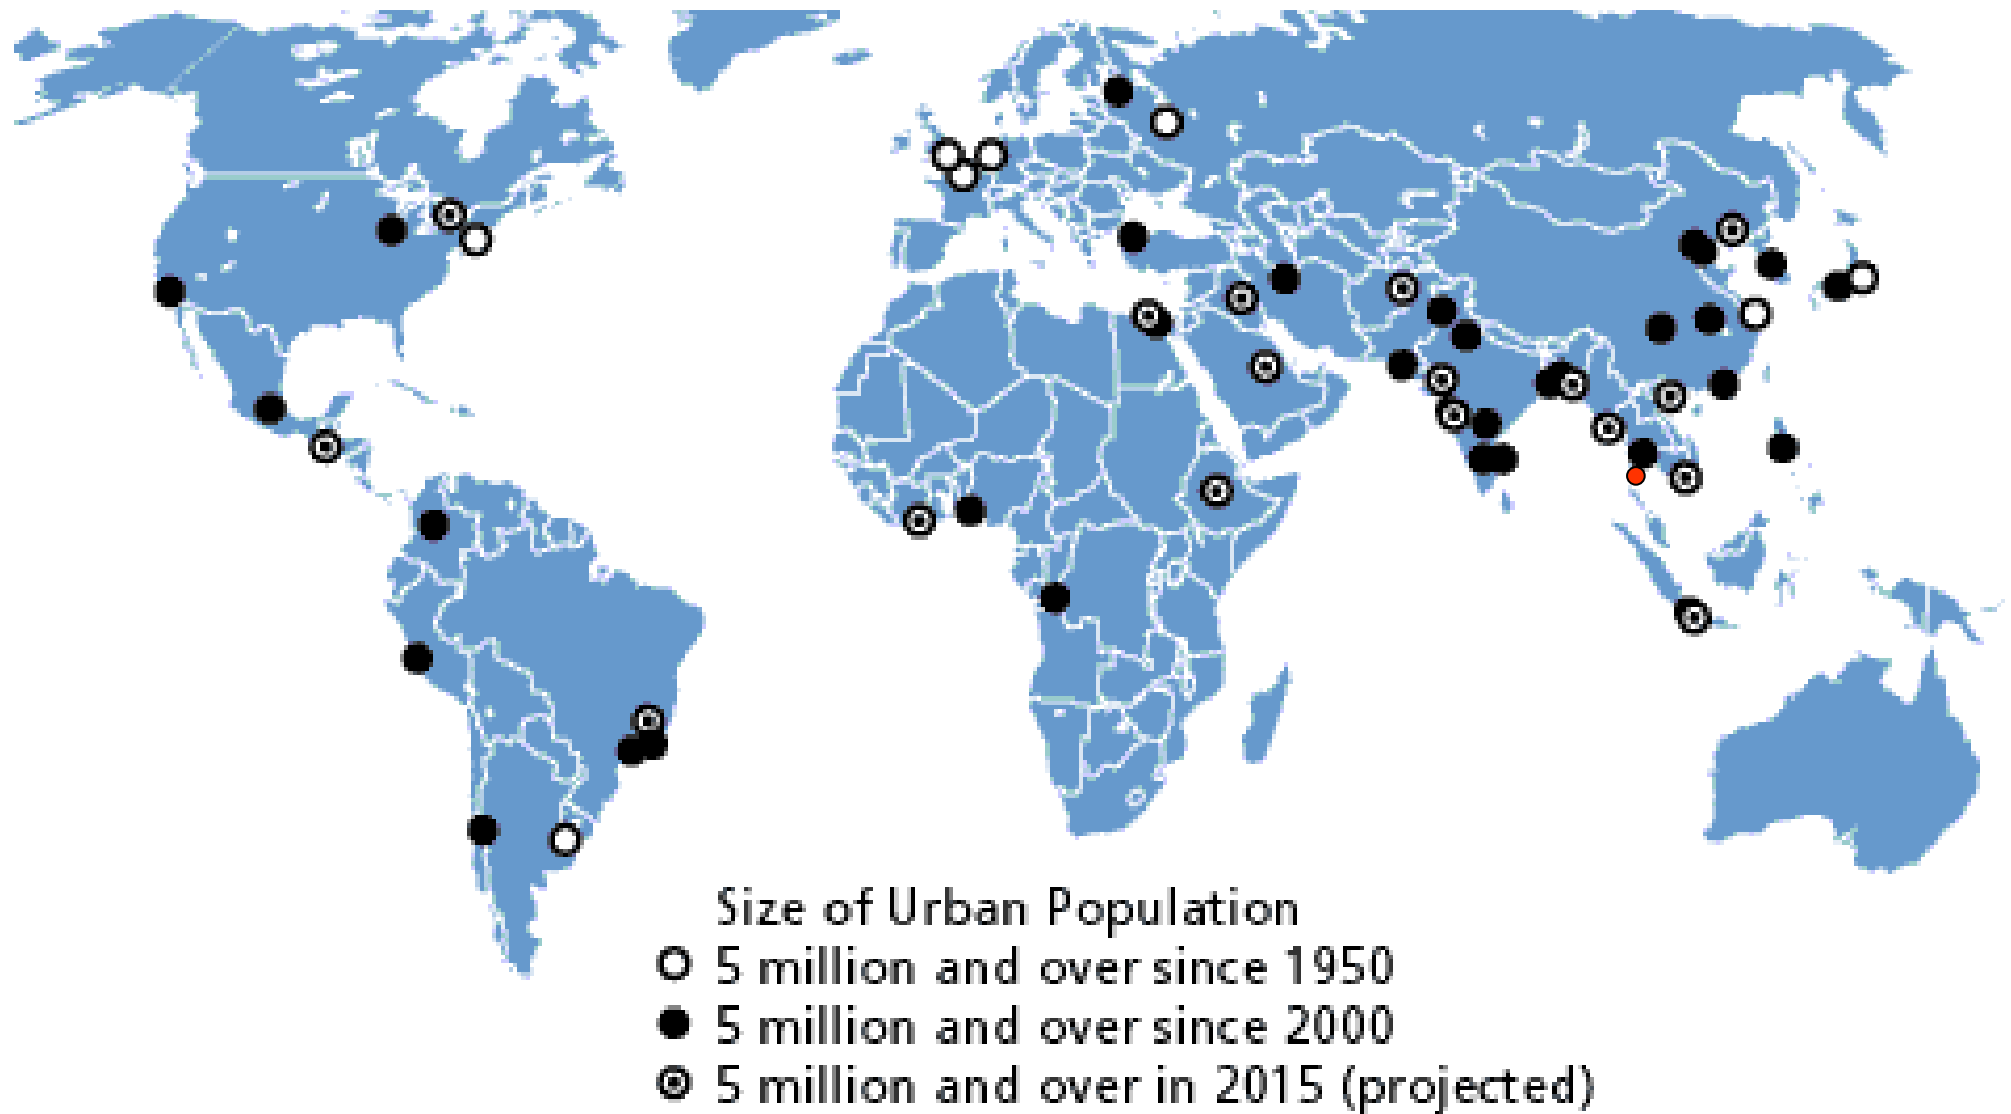 Size of Urban Population
5 million and over since 1950
5 million and over since 2000
5 million and over in 2015 (projected)